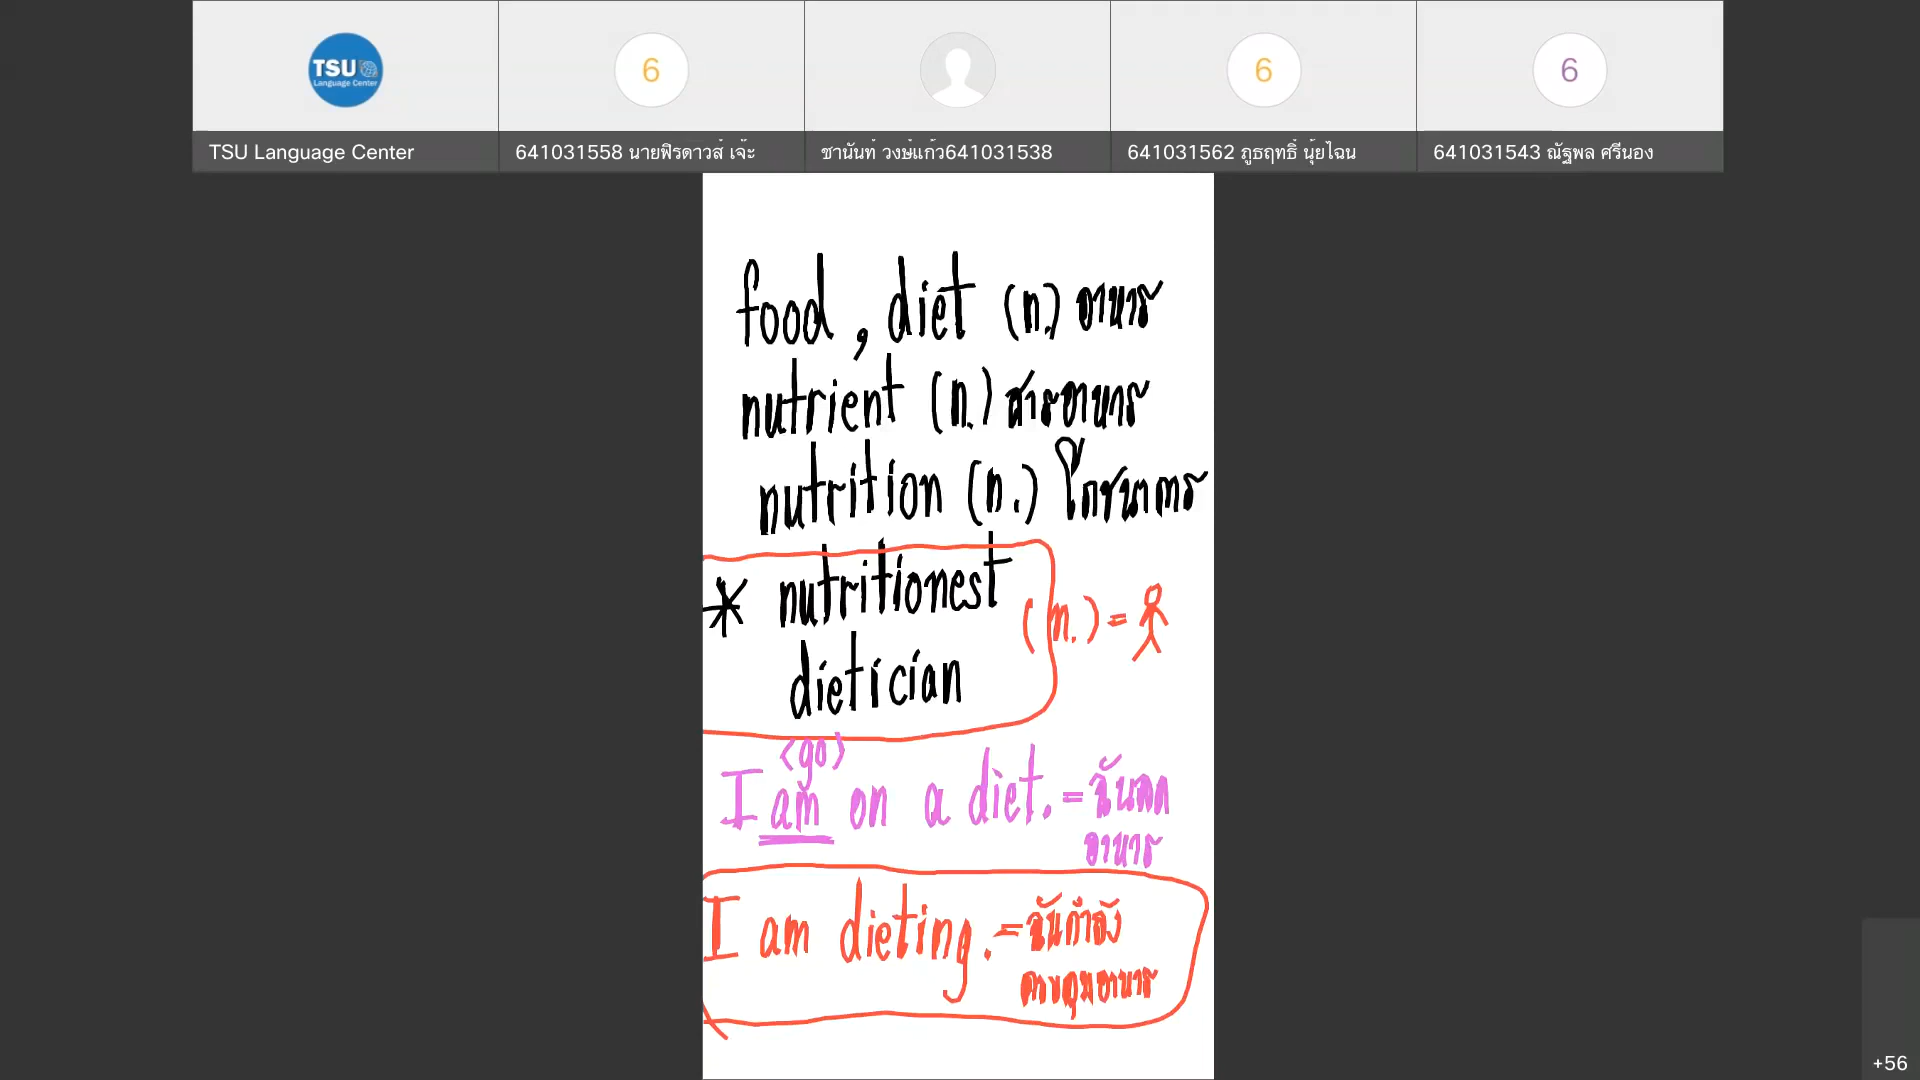 TSU
Language Center
6
6
6
TSU Language Center
641031558 นายฟิรดาวส์ เจ๊ะ
ซานันท์ วงษ์แก้ว641031538
641031562 ภูธฤทธิ์ นุ้ยไฉน
641031543 ณัฐพล ศรีนอง
food, diet (n.) อาหาร
nutrient (n.) สารอาหาร
nutrition (n.) โภชนาการ
* nutritionest (n.) =
dietician
<go>
I am on a diet. = ฉันลด
อาหาร
I am dieting. = ฉันกำลัง
ควบคุมอาหาร
+56